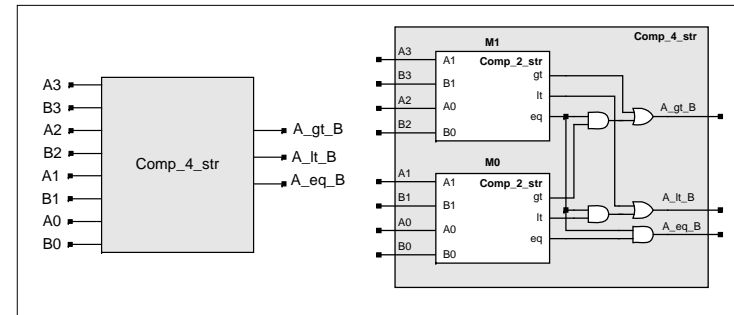 A3
B3
A2
B2
A1
B1
A0
B0
Comp_4_str
A_gt_B
A_lt_B
A_eq_B
Comp_4_str
M1
A3
B3
A2
B2
A1
B1
A0
B0
Comp_2_str
gt
lt
eq
M0
A1
B1
A0
B0
A1
B1
A0
B0
Comp_2_str
gt
lt
eq
A_gt_B
A_lt_B
A_eq_B